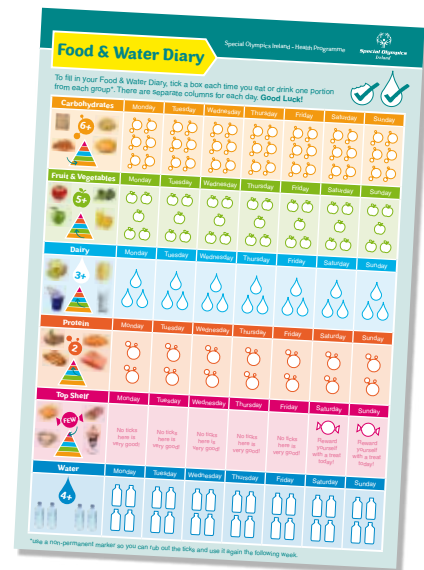 Food & Water Diary
Special Olympics Ireland - Health Programme
Special Olympics
Ireland
To fill in your Food & Water Diary, tick a box each time you eat or drink one portion
from each group*. There are separate columns for each day. Good Luck!
Carbohydrates Monday Tuesday Wednesday Thursday Friday Saturday Sunday
6+
Fruit & Vegetables Monday Tuesday Wednesday Thursday Friday Saturday Sunday
5+
Dairy Monday Tuesday Wednesday Thursday Friday Saturday Sunday
3+
Protein Monday Tuesday Wednesday Thursday Friday Saturday Sunday
2
Top Shelf Monday Tuesday Wednesday Thursday Friday Saturday Sunday
FEW
No ticks No ticks No ticks No ticks No ticks Reward Reward
here is here is here is here is here is yourself yourself
very good! very good! very good! very good! very good! with a treat with a treat
today! today!
Water Monday Tuesday Wednesday Thursday Friday Saturday Sunday
4+
*use a non-permanent marker so you can rub out the ticks and use it again the following week.